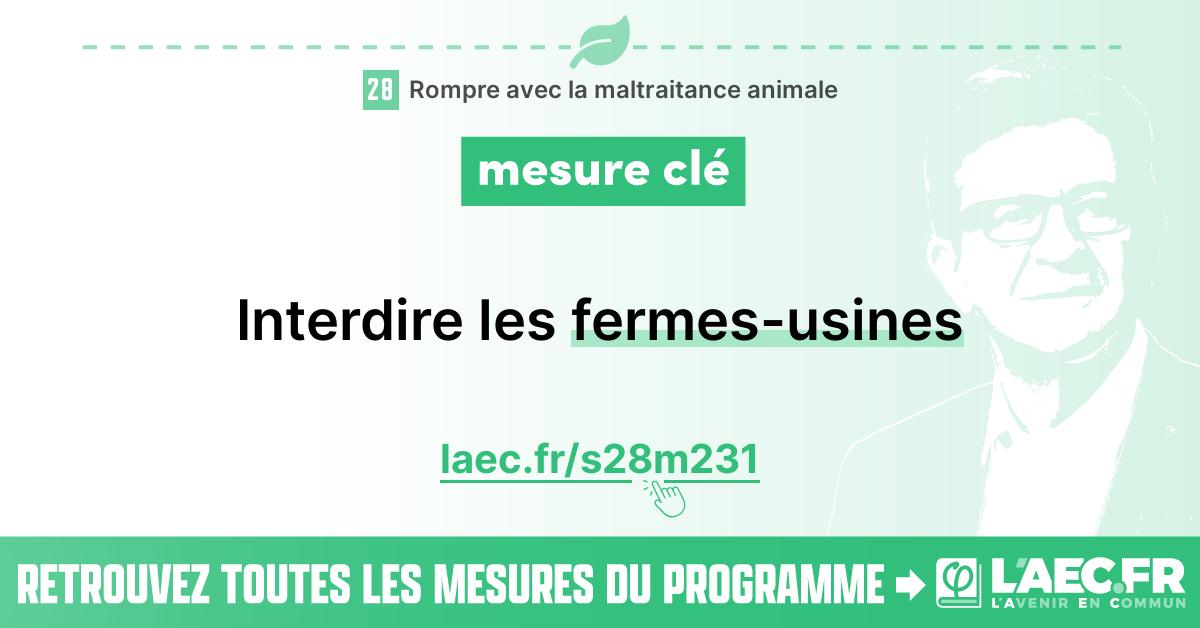 28 Rompre avec la maltraitance animale
mesure clé
Interdire les fermes-usines
laec.fr/s28m231
RETROUVEZ TOUTES LES MESURES DU PROGRAMME
φ L'AEC.FR
L'AVENIR EN COMMUN